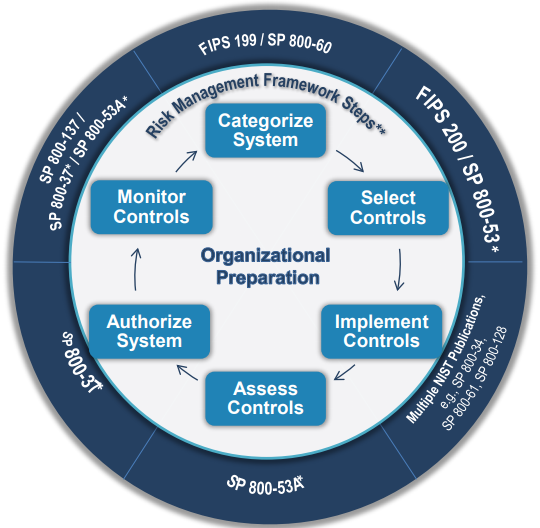 FIPS 199 / SP 800-60
Risk Management Framework Steps**
Categorize
System
FIPS 200 / SP 800-53*
Select
Controls
Multiple NIST Publications,
e.g., SP 800-34,
SP 800-61, SP 800-128
Implement
Controls
SP 800-53A*
Assess
Controls
SP 800-37*
Authorize
System
SP 800-137 /
SP 800-37* / SP 800-53A*
Monitor
Controls
Organizational
Preparation